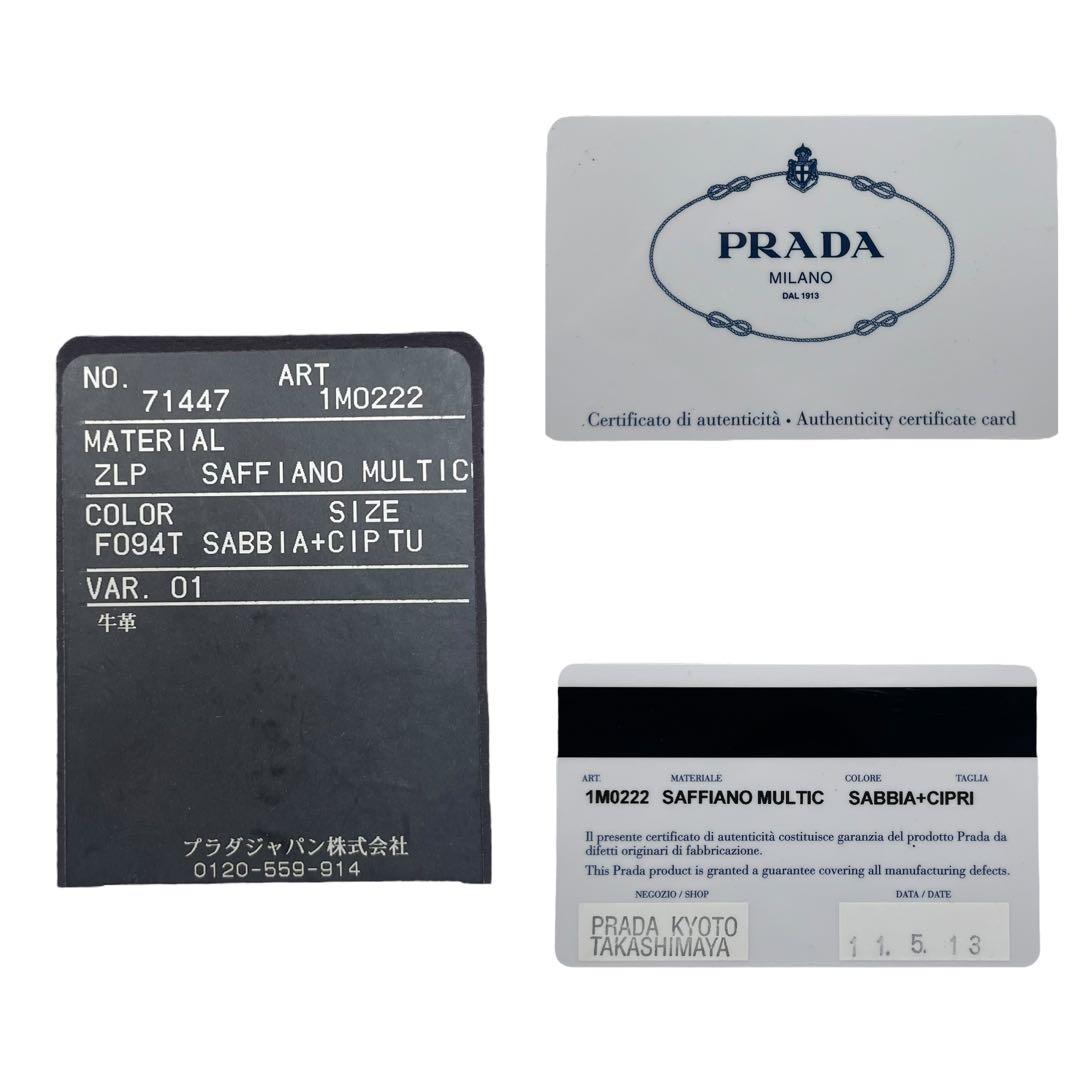 NO. ART
71447 1M0222
MATERIAL
ZLP SAFFIANO MULTIC
COLOR SIZE
F094T SABBIA+CIP TU
VAR. 01
牛革
プラダジャパン株式会社
0120-559-914
PRADA
MILANO
DAL 1913
Certificato di autenticità • Authenticity certificate card
ART. MATERIALE COLORE TAGLIA
1M0222 SAFFIANO MULTIC SABBIA+CIPRI
Il presente certificato di autenticità costituisce garanzia del prodotto Prada da
difetti originari di fabbricazione.
This Prada product is granted a guarantee covering all manufacturing defects.
NEGOZIO / SHOP DATA / DATE
PRADA KYOTO
TAKASHIMAYA
11. 5. 13